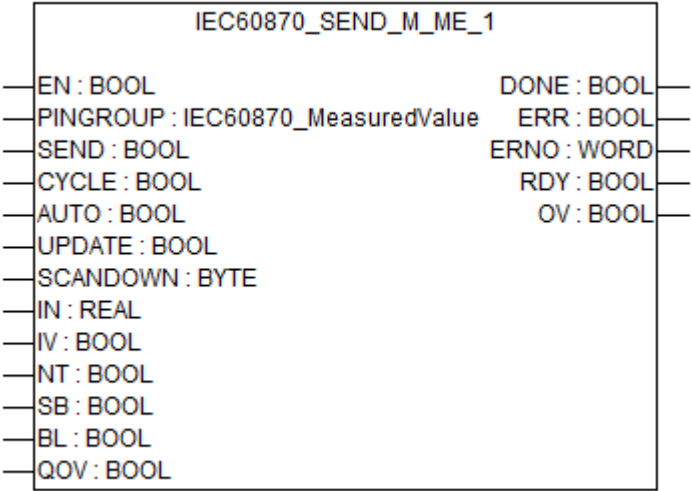 IEC60870_SEND_M_ME_1
EN : BOOL DONE : BOOL
PINGROUP : IEC60870_MeasuredValue ERR : BOOL
SEND : BOOL ERNO : WORD
CYCLE : BOOL RDY : BOOL
AUTO : BOOL OV : BOOL
UPDATE : BOOL
SCANDOWN : BYTE
IN : REAL
IV : BOOL
NT : BOOL
SB : BOOL
BL : BOOL
QOV : BOOL